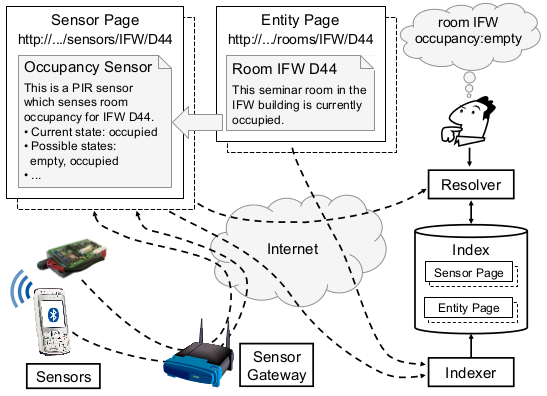 Sensor Page
http://.../sensors/IFW/D44
Occupancy Sensor
This is a PIR sensor
which senses room
occupancy for IFW D44.
• Current state: occupied
• Possible states:
empty, occupied
• ...
Entity Page
http://.../rooms/IFW/D44
Room IFW D44
This seminar room in the
IFW building is currently
occupied.
room IFW
occupancy:empty
Resolver
Index
Sensor Page
Entity Page
Indexer
Internet
Sensors
Sensor
Gateway